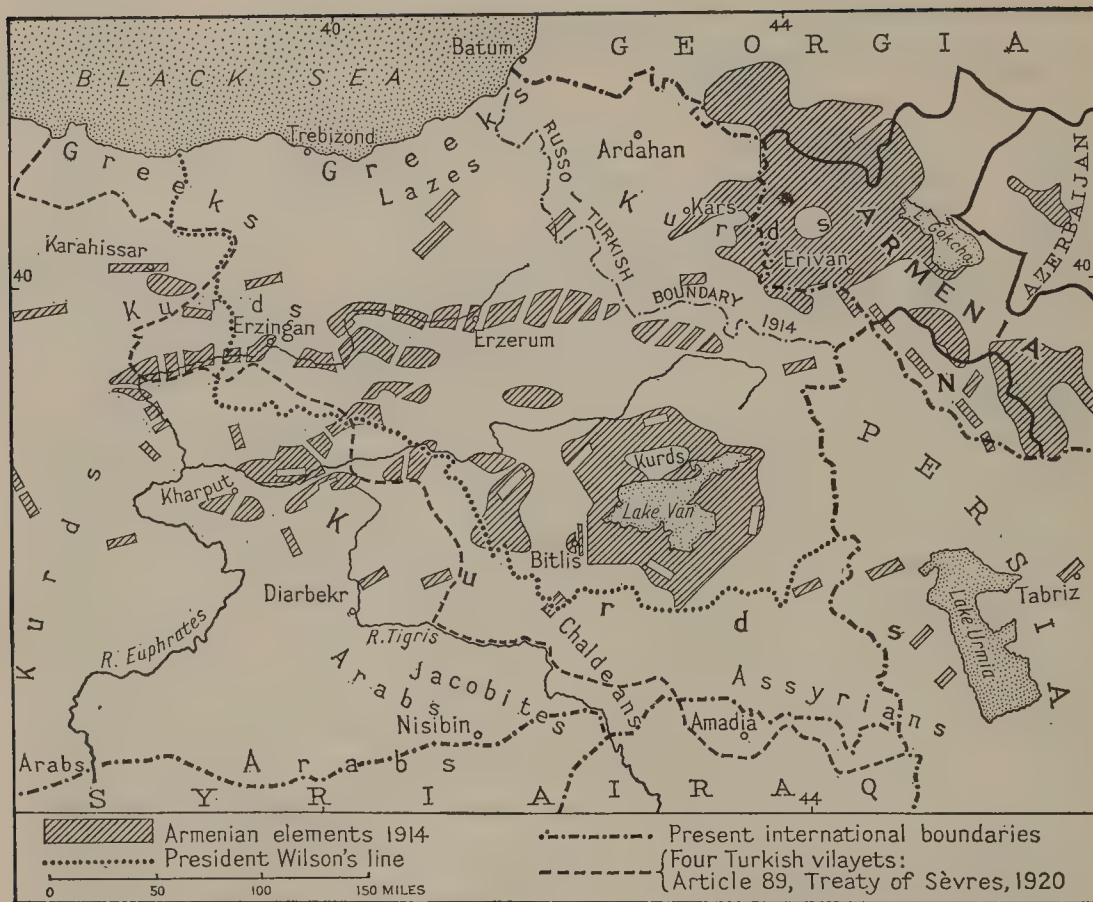 40
44
Batum
GEORGIA
BLACK SEA
Trebizond
Greeks
Greeks
Lazes
RUSSO TURKISH BOUNDARY 1914
Ardahan
Kurds
Kars
ARMENIA
Gokcha
Erivan
AZERBAIJAN
Karahissar
40
40
Kurds
Erzingan
Erzerum
N
PERSIA
Kurds
Kharput
Kurds
Lake Van
Bitlis
Kurds
Diarbekr
R. Euphrates
R. Tigris
Lake Urmia
Tabriz
Chaldeans
Arabs
Jacobites
Assyrians
Nisibin
Amadia
Arabs
Arabs
SYRIA
IRAQ
44
Armenian elements 1914
President Wilson's line
0 50 100 150 MILES
Present international boundaries
Four Turkish vilayets:
Article 89, Treaty of Sèvres, 1920